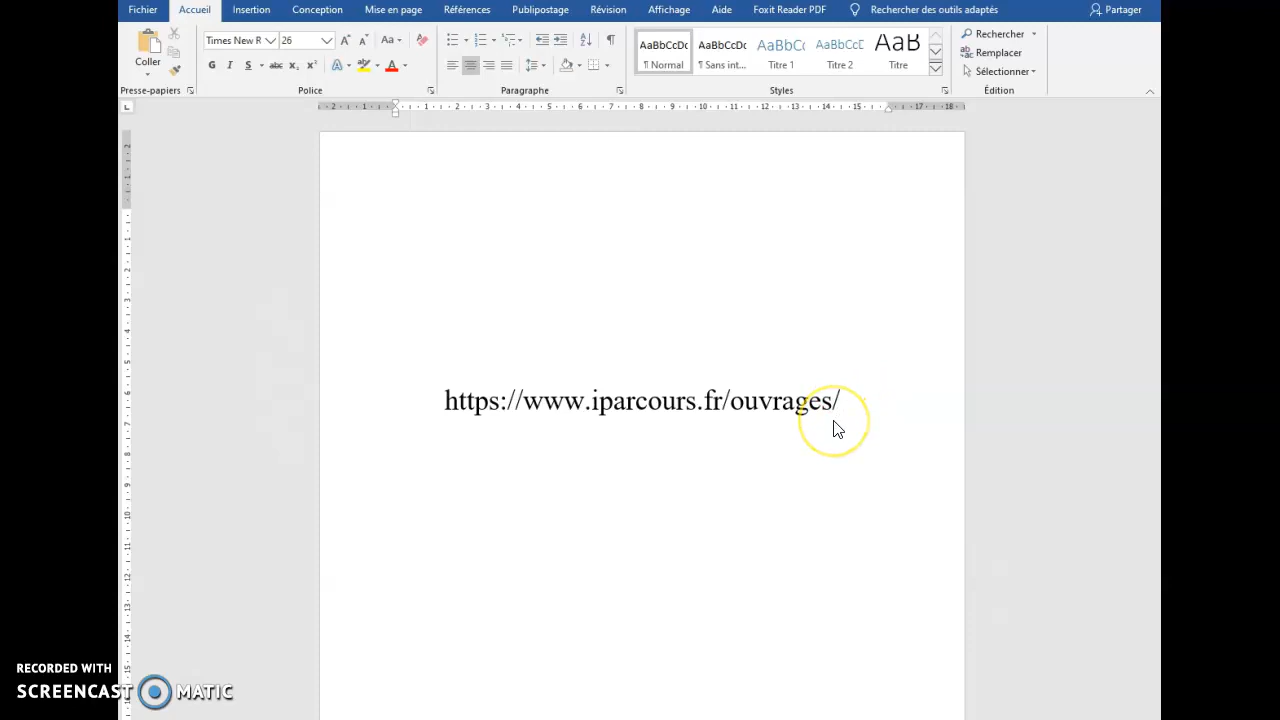 Fichier Accueil Insertion Conception Mise en page Références Publipostage Révision Affichage Aide Foxit Reader PDF Rechercher des outils adaptés Partager
Coller
Times New R 26
Aa
AaBbCcDc AaBbCcDc AaBbCc AaBbCcD AaB
¶ Normal ¶ Sans int... Titre 1 Titre 2 Titre
Rechercher
Remplacer
Sélectionner
Presse-papiers Police Paragraphe Styles Édition
https://www.iparcours.fr/ouvrages/
RECORDED WITH
SCREENCAST MATIC